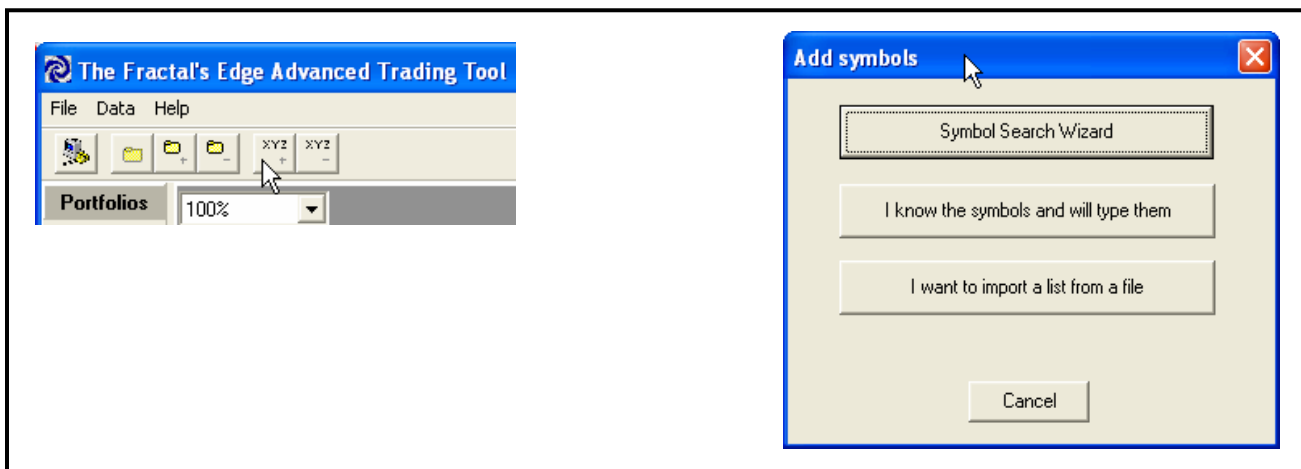 The Fractal's Edge Advanced Trading Tool
File Data Help
XYZ + XYZ -
Portfolios 100%
Add symbols
Symbol Search Wizard
I know the symbols and will type them
I want to import a list from a file
Cancel